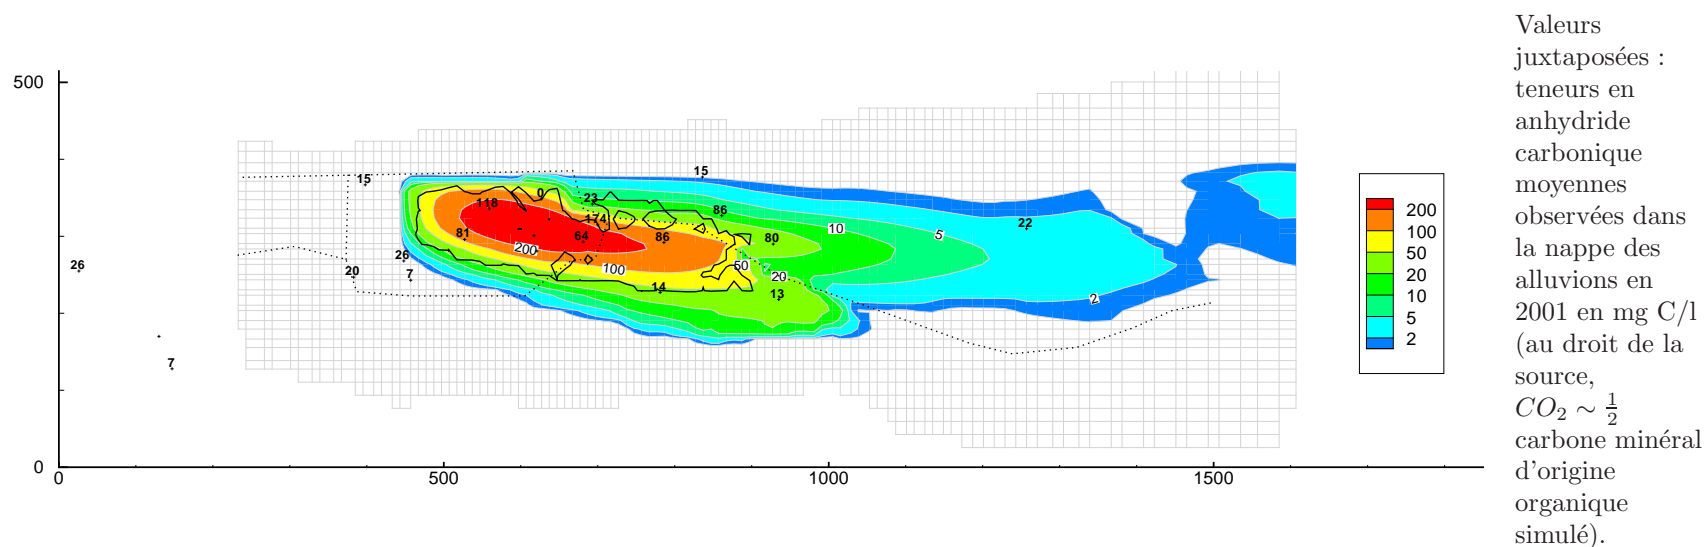 500
15
15
0
118
23
86
174
22
81
64
86
80
10
5
26
200
26
20
7
100
50
20
14
13
2
7
0
0
500
1000
1500
200
100
50
20
10
5
2
Valeurs
juxtaposées :
teneurs en
anhydride
carbonique
moyennes
observées dans
la nappe des
alluvions en
2001 en mg C/l
(au droit de la
source,
CO₂ ∼ 1/2
carbone minéral
d'origine
organique
simulé).